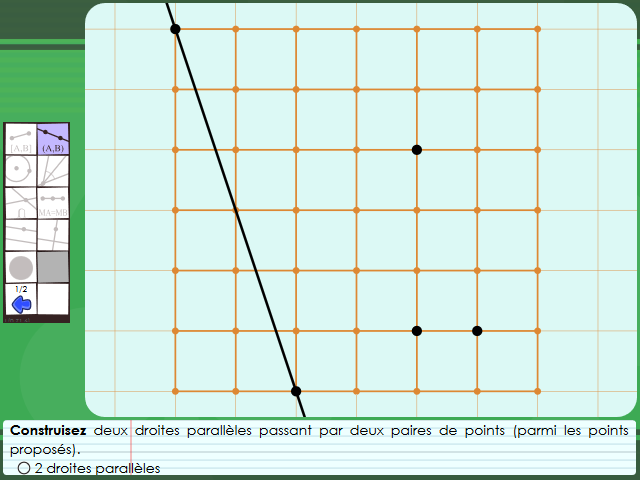 [A,B] (A,B)
MA=MB
1/2
Construisez deux droites parallèles passant par deux paires de points (parmi les points
proposés).
2 droites parallèles